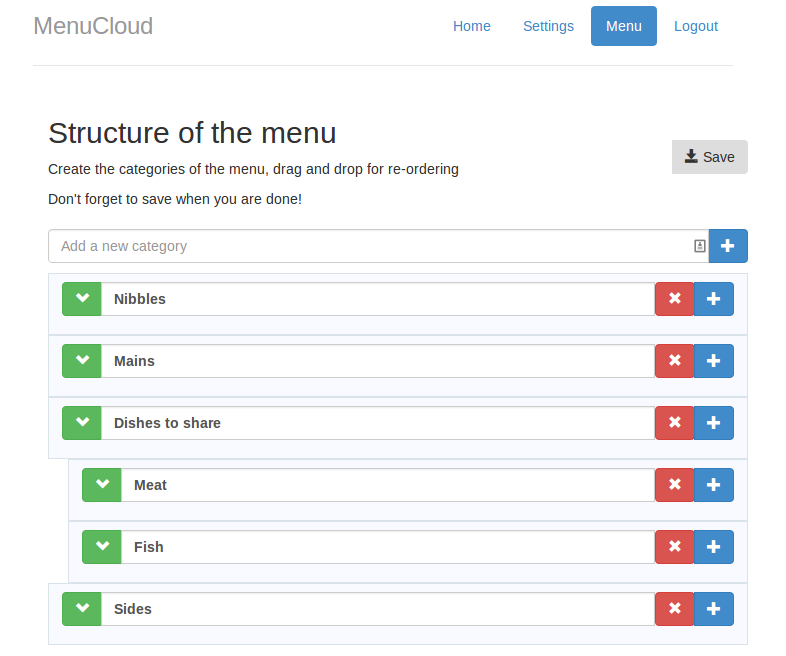 MenuCloud
Home Settings Menu Logout
Structure of the menu
Save
Create the categories of the menu, drag and drop for re-ordering
Don't forget to save when you are done!
Add a new category
Nibbles
Mains
Dishes to share
Meat
Fish
Sides